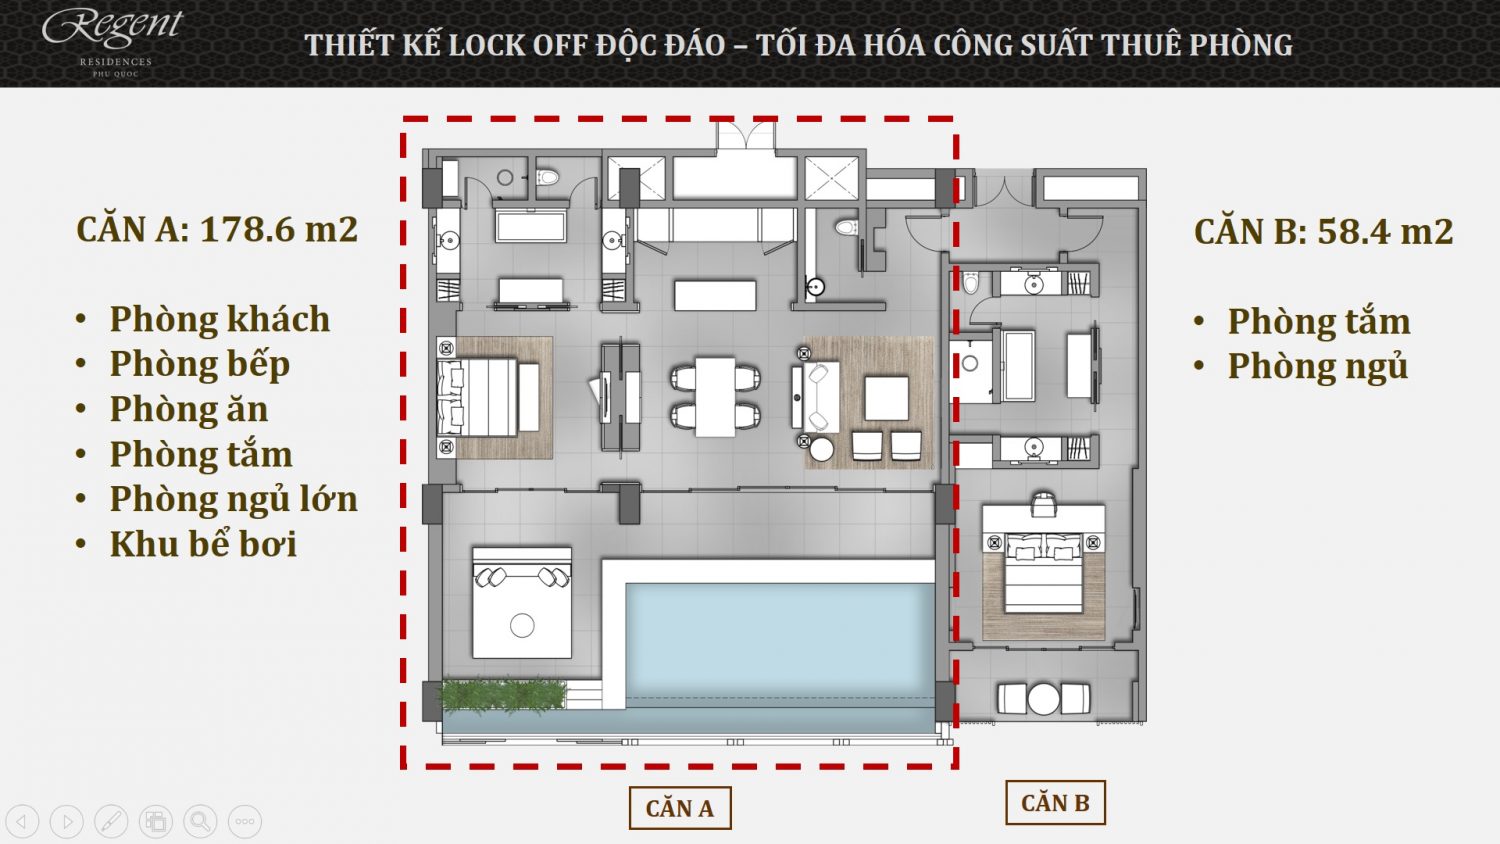 Regent
RESIDENCES
PHU QUOC
THIẾT KẾ LOCK OFF ĐỘC ĐÁO – TỐI ĐA HÓA CÔNG SUẤT THUÊ PHÒNG
CĂN A: 178.6 m2
• Phòng khách
• Phòng bếp
• Phòng ăn
• Phòng tắm
• Phòng ngủ lớn
• Khu bể bơi
CĂN B: 58.4 m2
• Phòng tắm
• Phòng ngủ
CĂN A
CĂN B